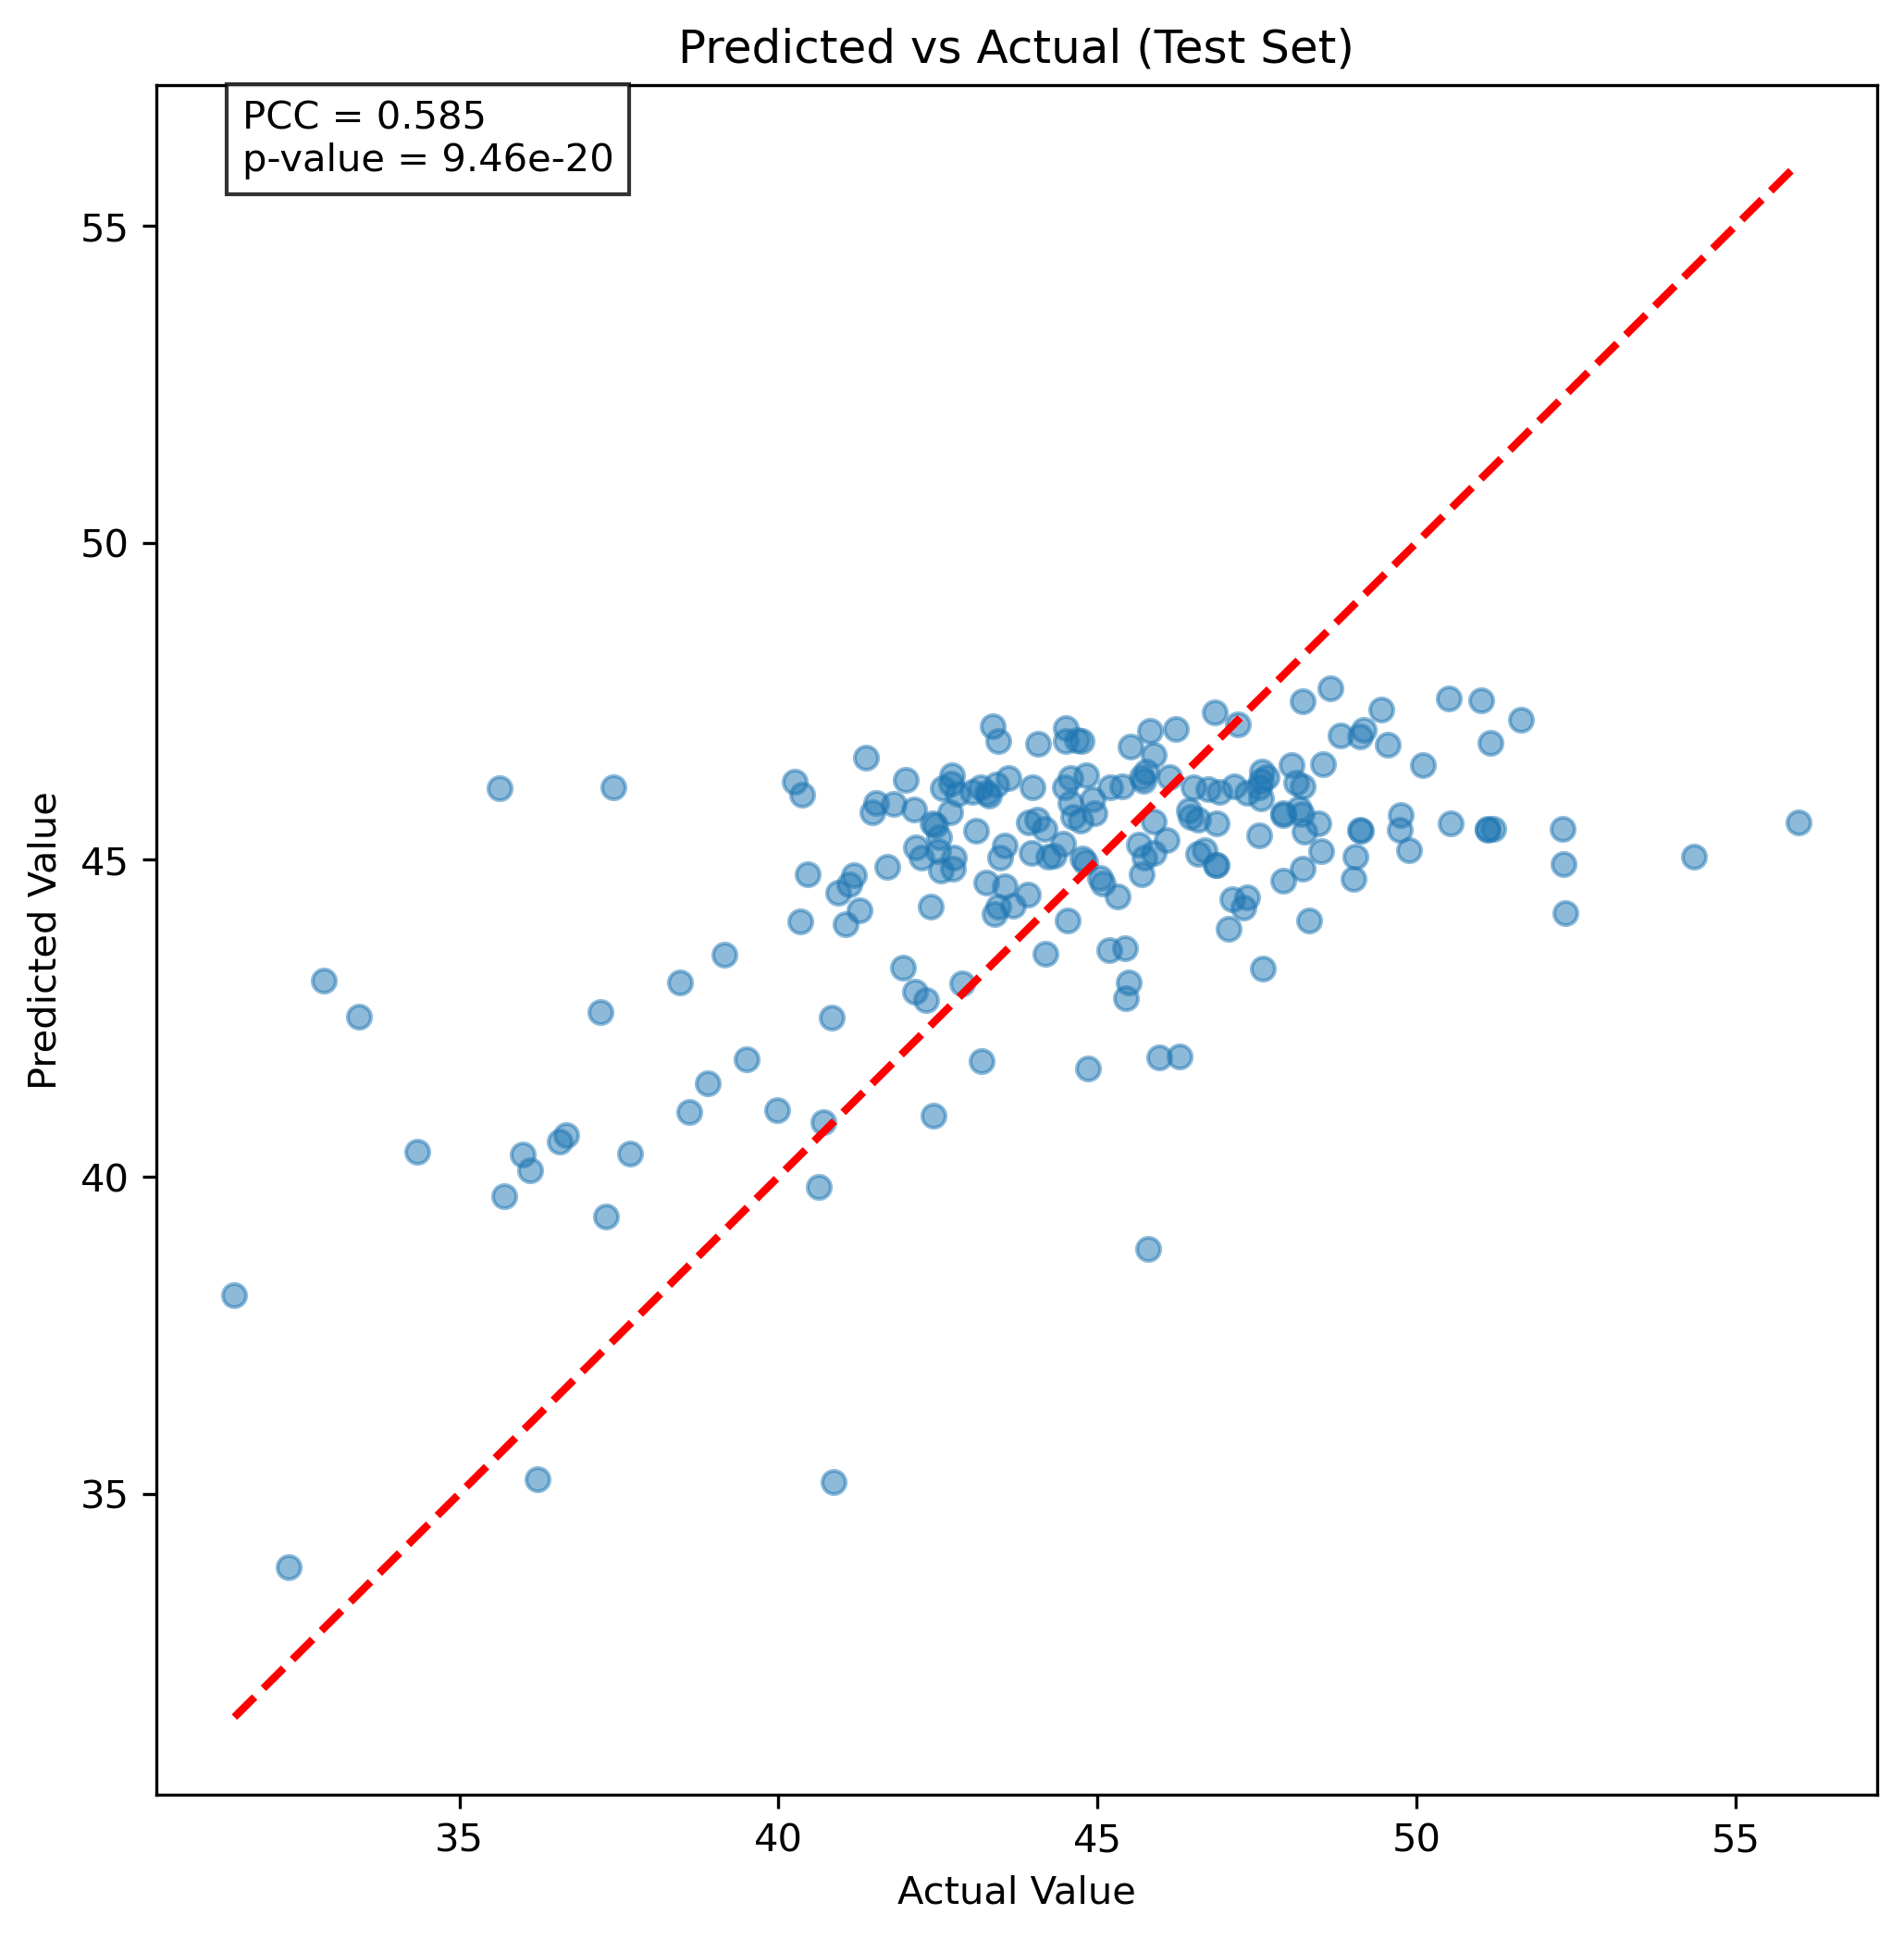 Predicted vs Actual (Test Set)
PCC = 0.585
p-value = 9.46e-20
55
50
45
40
35
Predicted Value
35
40
45
50
55
Actual Value